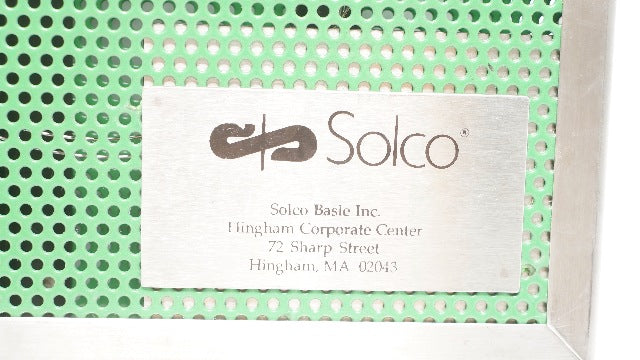 Solco®
Solco Basle Inc.
Hingham Corporate Center
72 Sharp Street
Hingham, MA 02043